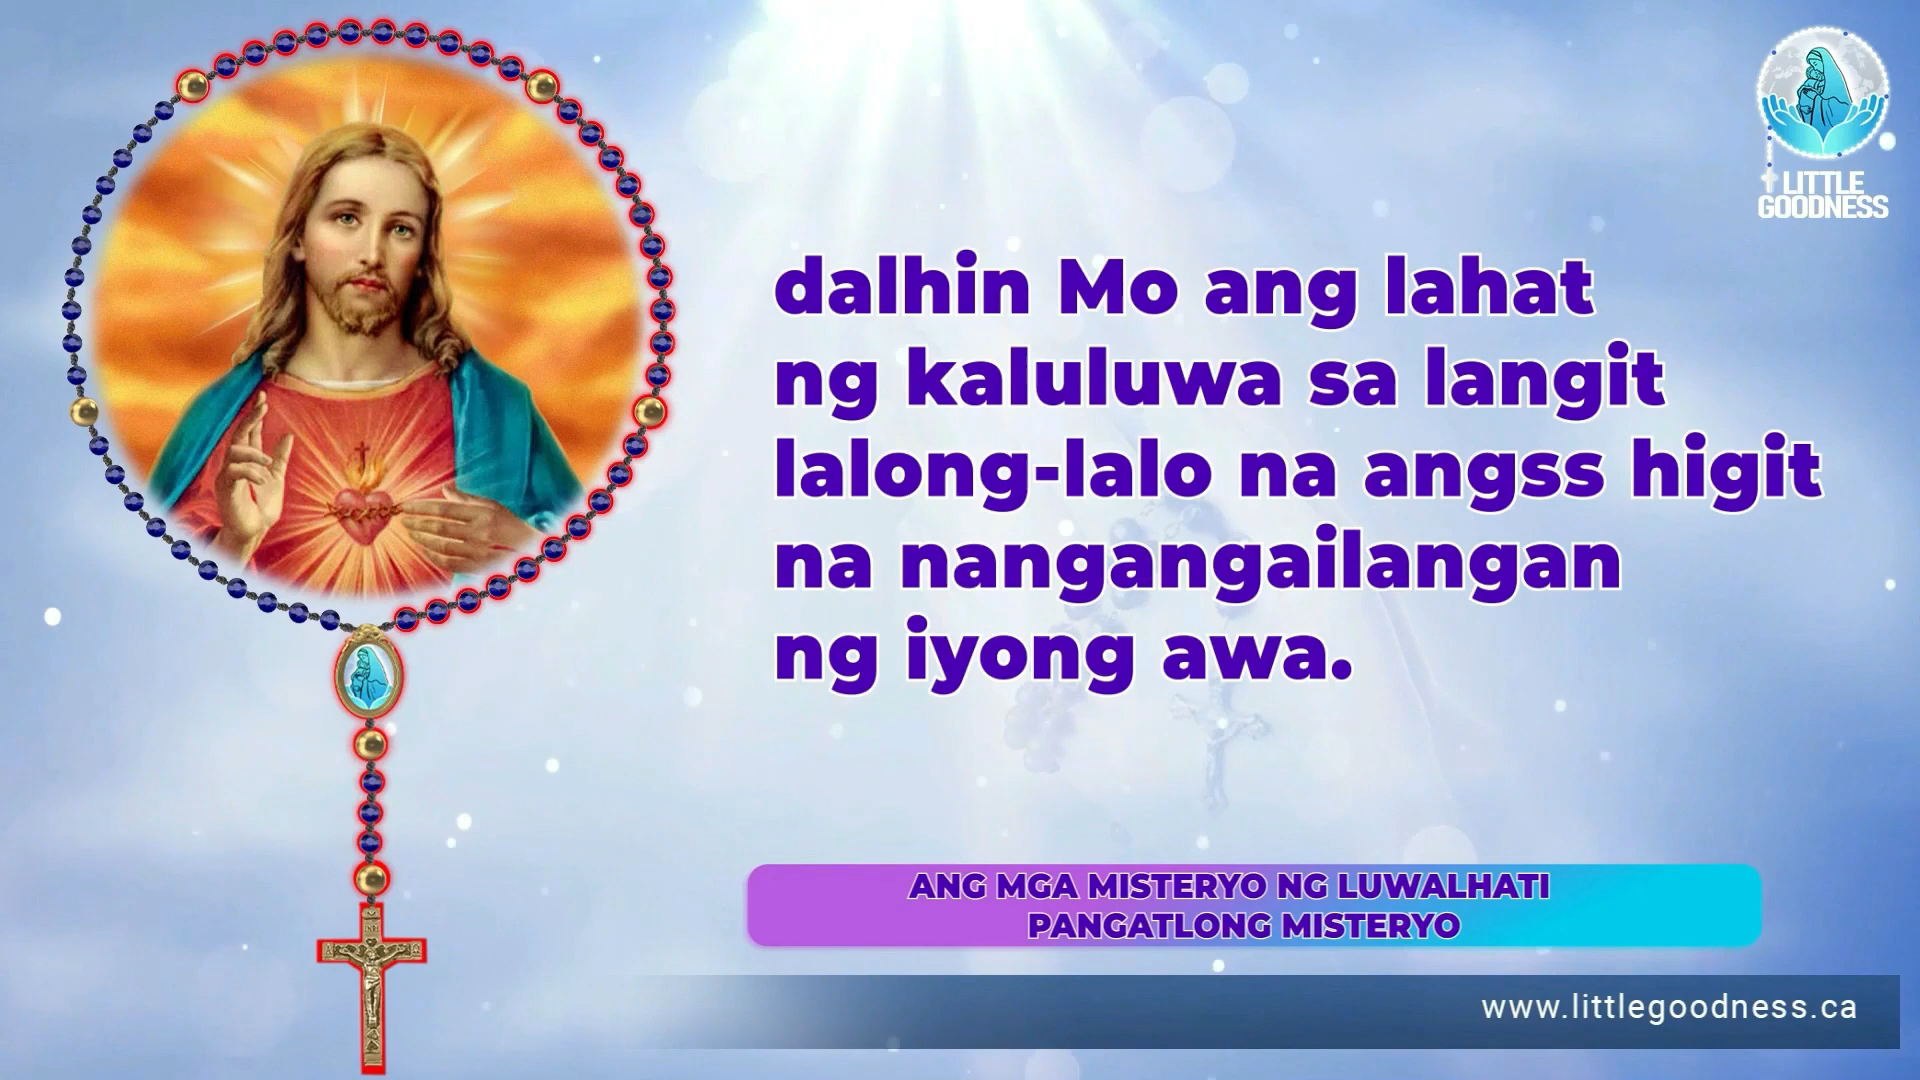 LITTLE
GOODNESS
dalhin Mo ang lahat
ng kaluluwa sa langit
lalong-lalo na angss higit
na nangangailangan
ng iyong awa.
ANG MGA MISTERYO NG LUWALHATI
PANGATLONG MISTERYO
www.littlegoodness.ca